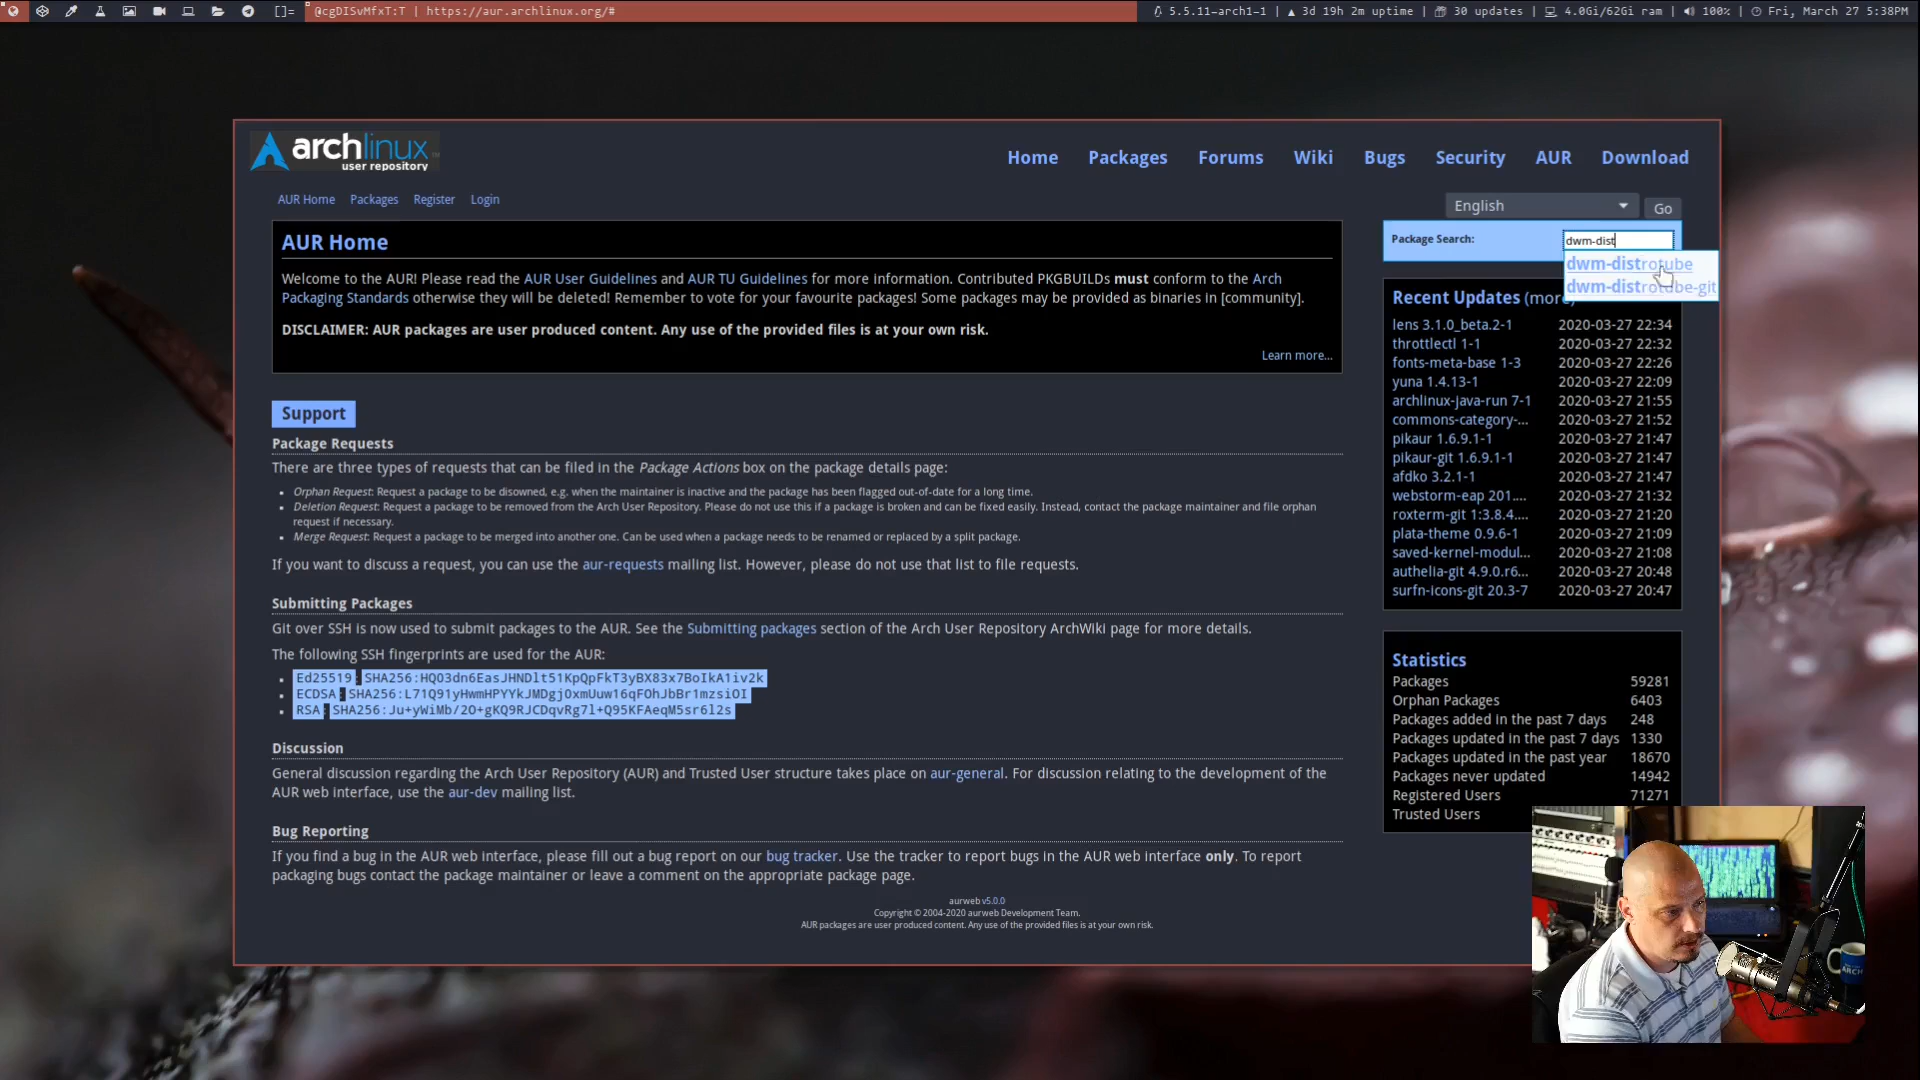 []= @cgDISvMfxT:T | https://aur.archlinux.org/# 5.5.11-arch1-1 | ▲ 3d 19h 2m uptime | 30 updates | 4.0Gi/62Gi ram | 100% | Fri, March 27 5:38PM
archlinux
user repository
Home Packages Forums Wiki Bugs Security AUR Download
AUR Home Packages Register Login
English Go
Package Search: dwm-dist
dwm-distrotube
dwm-distrotube-git
AUR Home
Welcome to the AUR! Please read the AUR User Guidelines and AUR TU Guidelines for more information. Contributed PKGBUILDs must conform to the Arch
Packaging Standards otherwise they will be deleted! Remember to vote for your favourite packages! Some packages may be provided as binaries in [community].
DISCLAIMER: AUR packages are user produced content. Any use of the provided files is at your own risk.
Learn more...
Support
Package Requests
There are three types of requests that can be filed in the Package Actions box on the package details page:
Orphan Request: Request a package to be disowned, e.g. when the maintainer is inactive and the package has been flagged out-of-date for a long time.
Deletion Request: Request a package to be removed from the Arch User Repository. Please do not use this if a package is broken and can be fixed easily. Instead, contact the package maintainer and file orphan
request if necessary.
Merge Request: Request a package to be merged into another one. Can be used when a package needs to be renamed or replaced by a split package.
If you want to discuss a request, you can use the aur-requests mailing list. However, please do not use that list to file requests.
Submitting Packages
Git over SSH is now used to submit packages to the AUR. See the Submitting packages section of the Arch User Repository ArchWiki page for more details.
The following SSH fingerprints are used for the AUR:
Ed25519: SHA256:HQ03dn6EasJHNDlt51KpQpFkT3yBX83x7BoIkA1iv2k
ECDSA: SHA256:L71Q91yHwmHPYYkJMDgj0xmUuw16qFOhJbBr1mzsiOI
RSA: SHA256:Ju+yWiMb/2O+gKQ9RJCDqvRg7l+Q95KFAeqM5sr6l2s
Discussion
General discussion regarding the Arch User Repository (AUR) and Trusted User structure takes place on aur-general. For discussion relating to the development of the
AUR web interface, use the aur-dev mailing list.
Bug Reporting
If you find a bug in the AUR web interface, please fill out a bug report on our bug tracker. Use the tracker to report bugs in the AUR web interface only. To report
packaging bugs contact the package maintainer or leave a comment on the appropriate package page.
aurweb v5.0.0
Copyright © 2004-2020 aurweb Development Team.
AUR packages are user produced content. Any use of the provided files is at your own risk.
Recent Updates (more
lens 3.1.0_beta.2-1 2020-03-27 22:34
throttlectl 1-1 2020-03-27 22:32
fonts-meta-base 1-3 2020-03-27 22:26
yuna 1.4.13-1 2020-03-27 22:09
archlinux-java-run 7-1 2020-03-27 21:55
commons-category-... 2020-03-27 21:52
pikaur 1.6.9.1-1 2020-03-27 21:47
pikaur-git 1.6.9.1-1 2020-03-27 21:47
afdko 3.2.1-1 2020-03-27 21:47
webstorm-eap 201.... 2020-03-27 21:32
roxterm-git 1:3.8.4.... 2020-03-27 21:20
plata-theme 0.9.6-1 2020-03-27 21:09
saved-kernel-modul... 2020-03-27 21:08
authelia-git 4.9.0.r6... 2020-03-27 20:48
surfn-icons-git 20.3-7 2020-03-27 20:47
Statistics
Packages 59281
Orphan Packages 6403
Packages added in the past 7 days 248
Packages updated in the past 7 days 1330
Packages updated in the past year 18670
Packages never updated 14942
Registered Users 71271
Trusted Users
ARCH